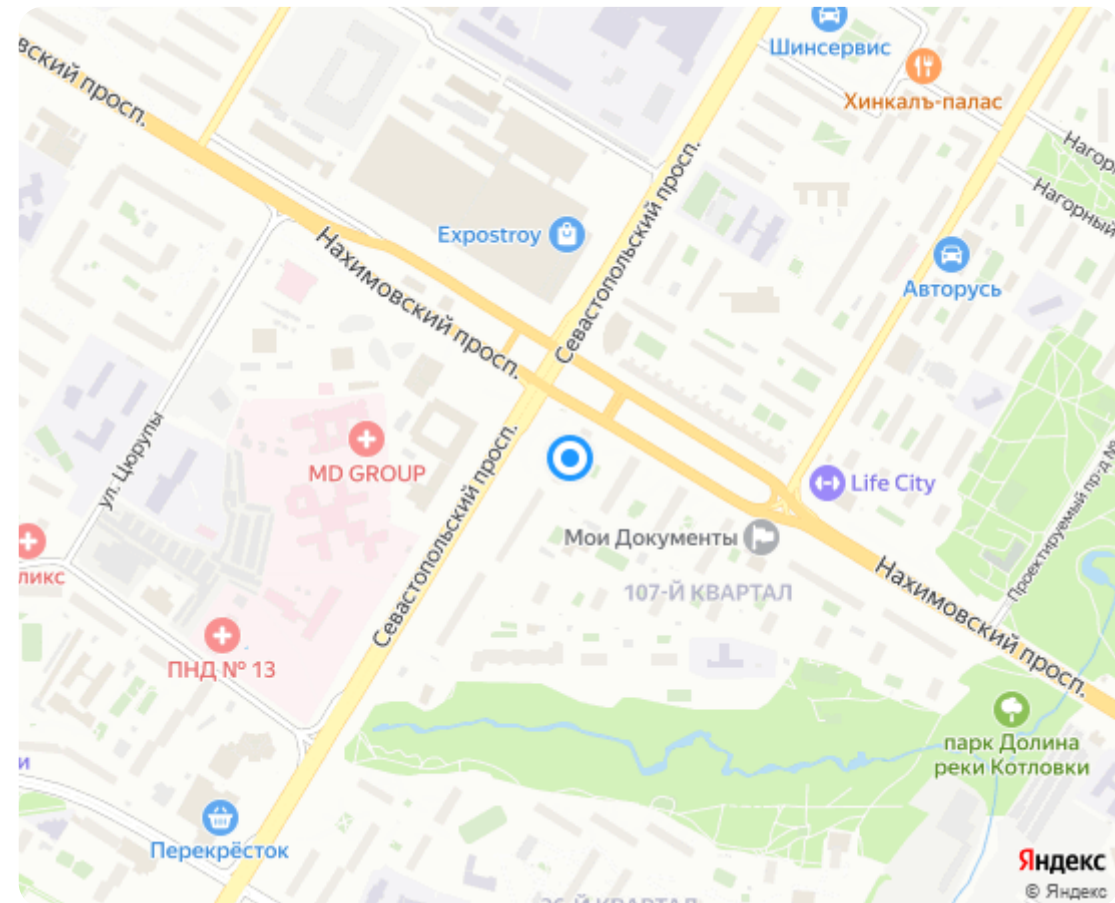 Шинсервис
Хинкалъ-палас
вский просп.
Нагорн
Нагорный
Севастопольский просп.
Expostroy
Нахимовский просп.
Авторусь
ул. Цюрупы
MD GROUP
Севастопольский просп.
Life City
Проектируемый пр-д №
Мои Документы
ликс
107-Й КВАРТАЛ
Нахимовский просп.
ПНД № 13
парк Долина
реки Котловки
и
Перекрёсток
Яндекс
© Яндекс